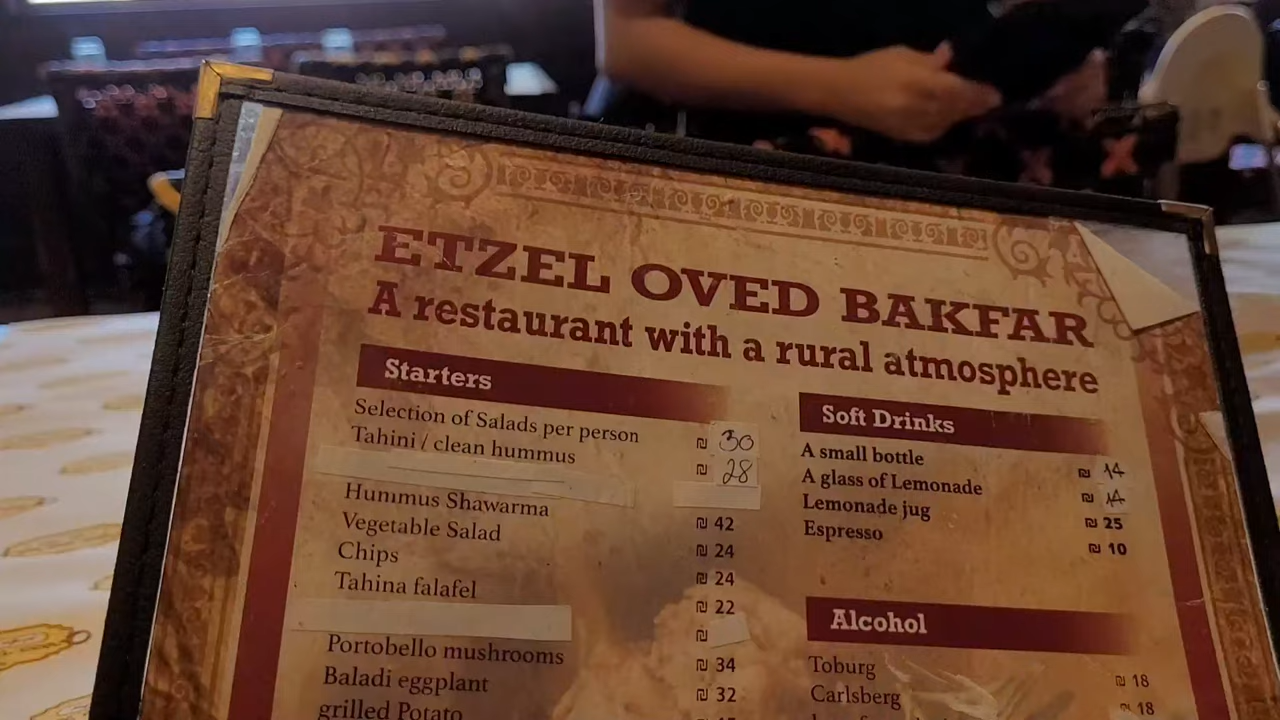 ETZEL OVED BAKFAR
A restaurant with a rural atmosphere
Starters
Selection of Salads per person ₪ 30
Tahini / clean hummus ₪ 28
Hummus Shawarma ₪ 42
Vegetable Salad ₪ 24
Chips ₪ 24
Tahina falafel ₪ 22
₪
Portobello mushrooms ₪ 34
Baladi eggplant ₪ 32
grilled Potato
Soft Drinks
A small bottle ₪ 14
A glass of Lemonade ₪ 14
Lemonade jug ₪ 25
Espresso ₪ 10
Alcohol
Toburg ₪ 18
Carlsberg ₪ 18